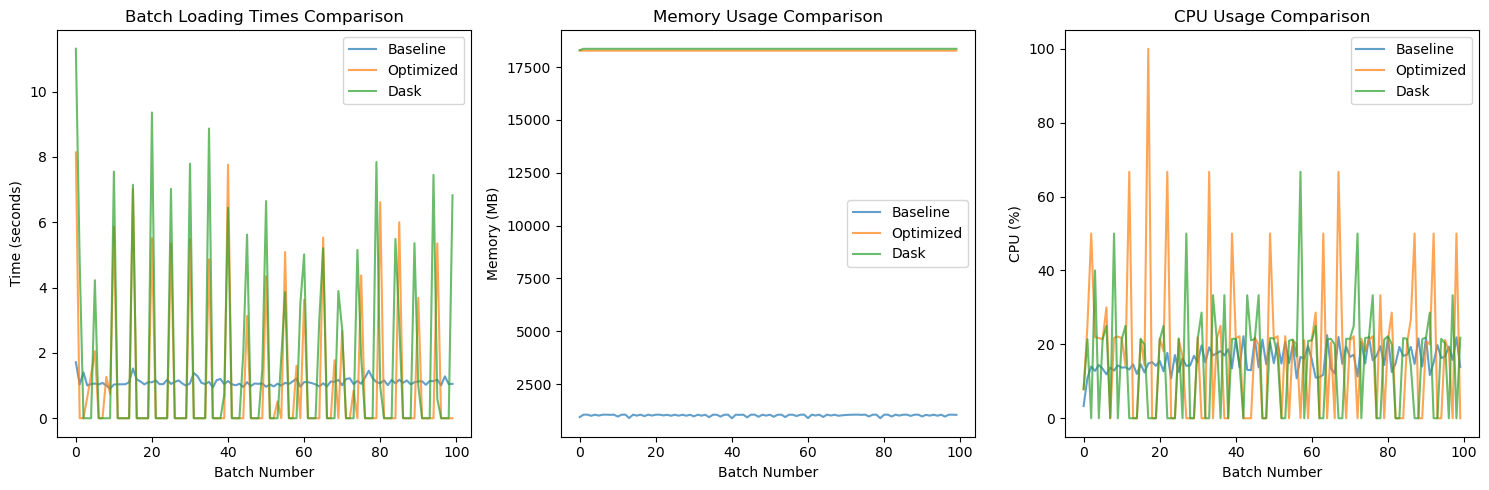 Batch Loading Times Comparison
Time (seconds)
10
8
6
4
2
0
0 20 40 60 80 100
Batch Number
Baseline
Optimized
Dask
Memory Usage Comparison
Memory (MB)
17500
15000
12500
10000
7500
5000
2500
0 20 40 60 80 100
Batch Number
Baseline
Optimized
Dask
CPU Usage Comparison
CPU (%)
100
80
60
40
20
0
0 20 40 60 80 100
Batch Number
Baseline
Optimized
Dask